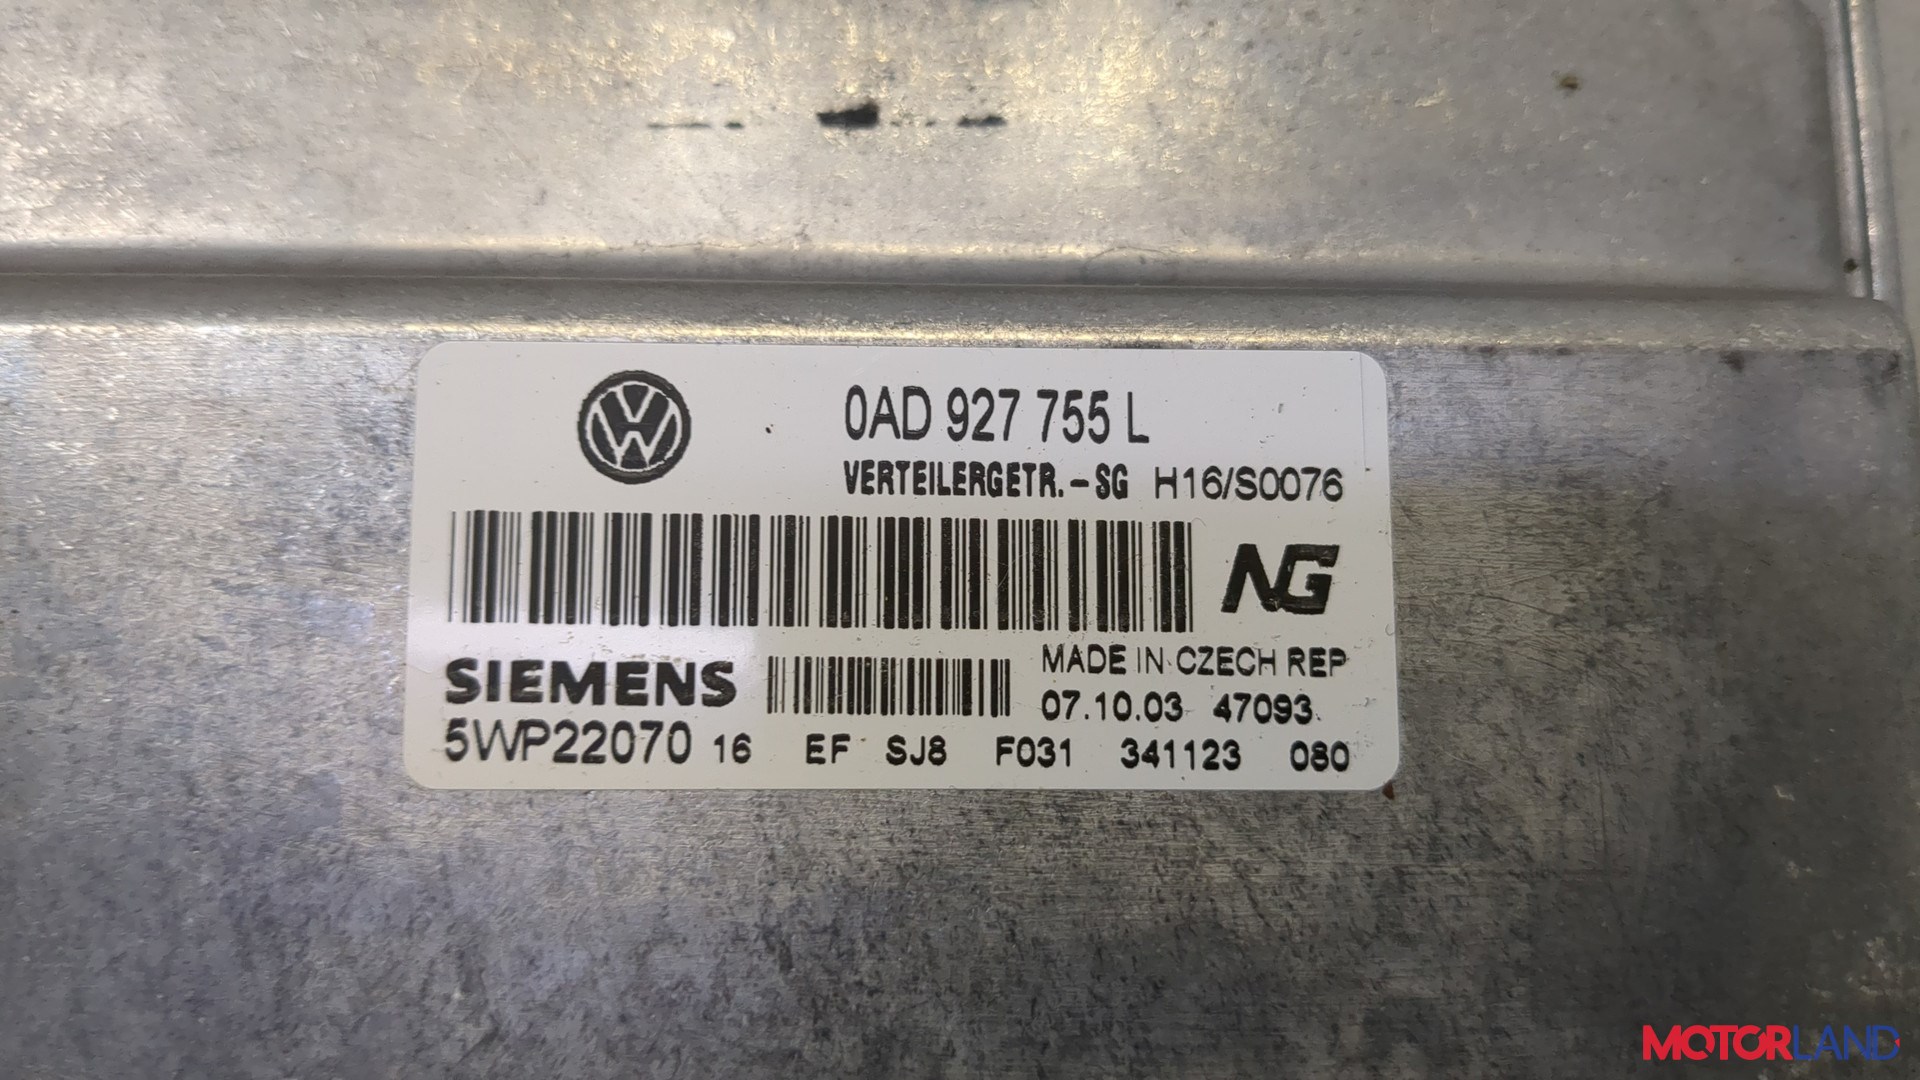 0AD 927 755 L
VERTEILERGETR.-SG H16/S0076
NG
SIEMENS
MADE IN CZECH REP
07.10.03 47093
5WP22070 16 EF SJ8 F031 341123 080
MOTORLAND